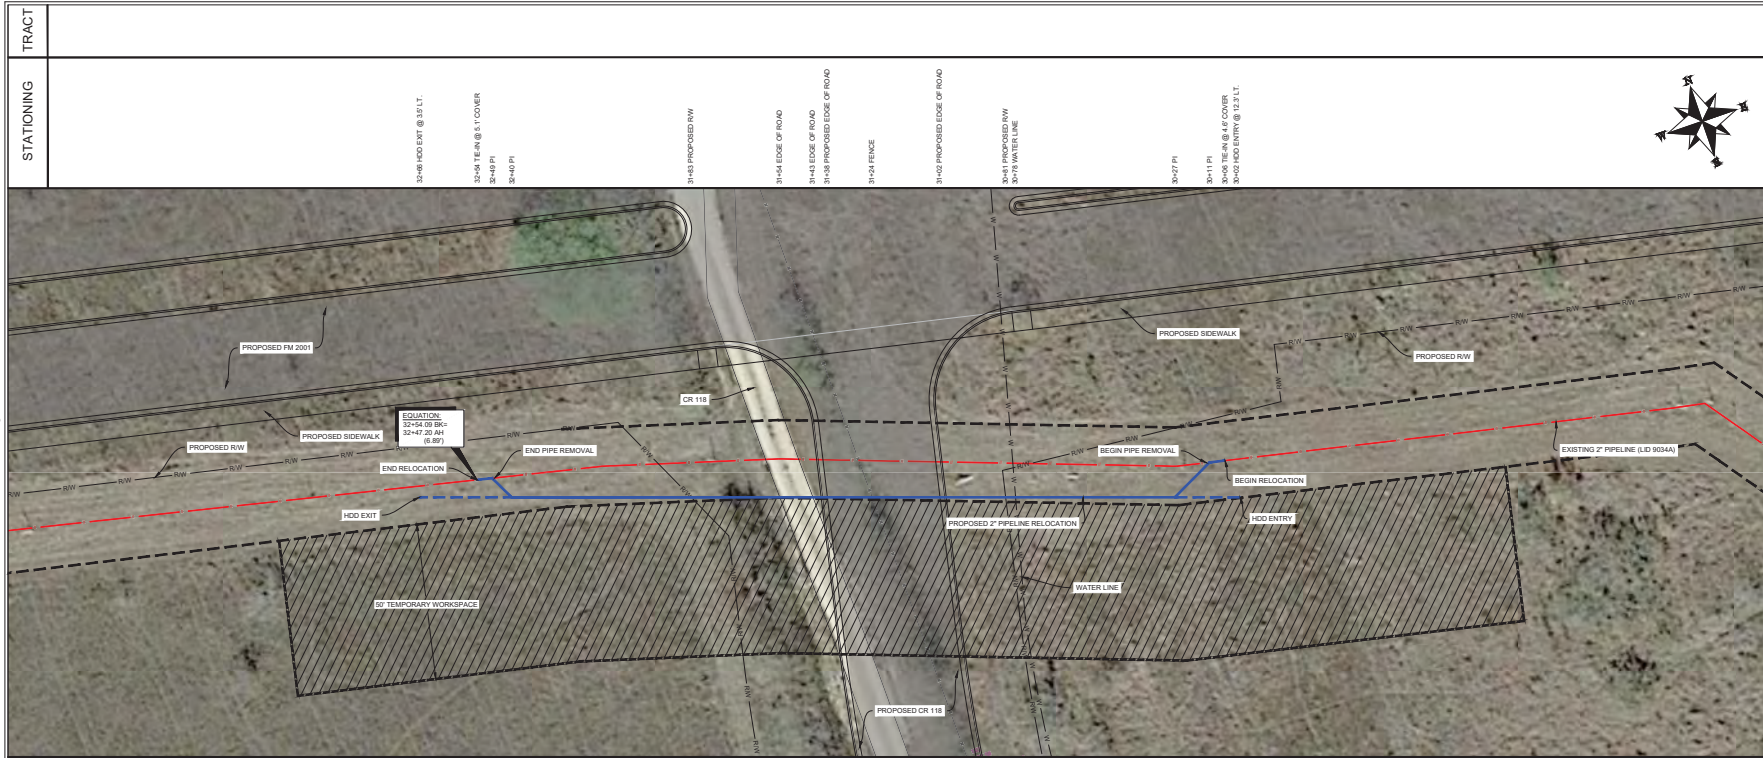 TRACT
STATIONING
32+66 HDD EXIT @ 3.5' LT.
32+54 TIE-IN @ 5.1' COVER
32+49 PI
32+40 PI
31+83 PROPOSED R/W
31+54 EDGE OF ROAD
31+43 EDGE OF ROAD
31+38 PROPOSED EDGE OF ROAD
31+24 FENCE
31+02 PROPOSED EDGE OF ROAD
30+81 PROPOSED R/W
30+78 WATER LINE
30+27 PI
30+11 PI
30+06 TIE-IN @ 4.6' COVER
30+02 HDD ENTRY @ 12.3' LT.
N
PROPOSED FM 2001
PROPOSED SIDEWALK
PROPOSED R/W
CR 118
EQUATION:
32+54.09 BK=
32+47.20 AH
(6.89')
PROPOSED SIDEWALK
PROPOSED R/W
END RELOCATION
END PIPE REMOVAL
BEGIN PIPE REMOVAL
EXISTING 2" PIPELINE (LID 9034A)
BEGIN RELOCATION
HDD EXIT
PROPOSED 2" PIPELINE RELOCATION
HDD ENTRY
WATER LINE
50' TEMPORARY WORKSPACE
PROPOSED CR 118
R/W
W